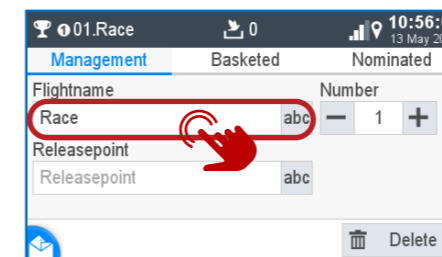 ❶01.Race 0 10:56:
13 May 20
Management Basketed Nominated
Flightname Number
Race abc 1
Releasepoint
Releasepoint abc
Delete